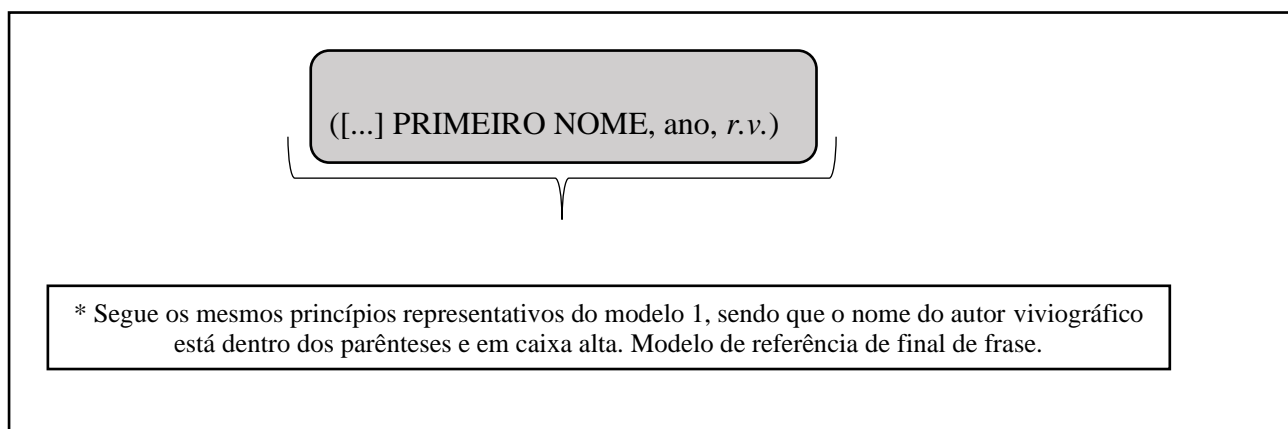 ([...] PRIMEIRO NOME, ano, r.v.)
* Segue os mesmos princípios representativos do modelo 1, sendo que o nome do autor viviográfico
está dentro dos parênteses e em caixa alta. Modelo de referência de final de frase.